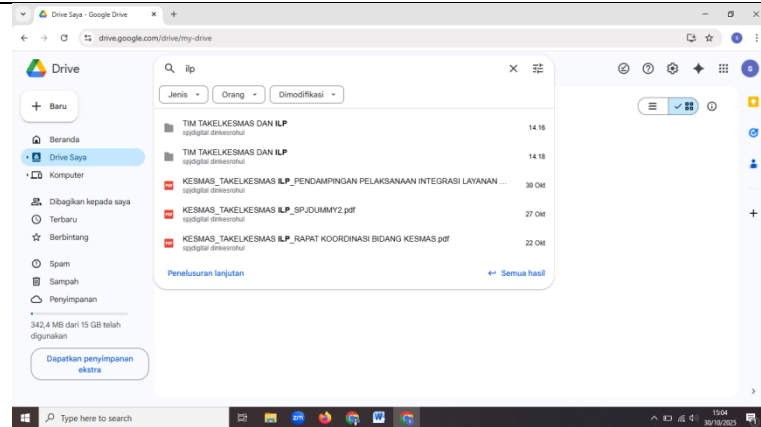 Drive Saya - Google Drive
drive.google.com/drive/my-drive
Drive
ilp
Jenis
Orang
Dimodifikasi
Baru
TIM TAKELKESMAS DAN ILP
spjdigital dinkesrohul
14.16
TIM TAKELKESMAS DAN ILP
spjdigital dinkesrohul
14.18
KESMAS_TAKELKESMAS ILP_PENDAMPINGAN PELAKSANAAN INTEGRASI LAYANAN ...
spjdigital dinkesrohul
30 Okt
KESMAS_TAKELKESMAS ILP_SPJDUMMY2.pdf
spjdigital dinkesrohul
27 Okt
KESMAS_TAKELKESMAS ILP_RAPAT KOORDINASI BIDANG KESMAS.pdf
spjdigital dinkesrohul
22 Okt
Penelusuran lanjutan
Semua hasil
Beranda
Drive Saya
Komputer
Dibagikan kepada saya
Terbaru
Berbintang
Spam
Sampah
Penyimpanan
342,4 MB dari 15 GB telah
digunakan
Dapatkan penyimpanan
ekstra
Type here to search
zm
W
15:04
30/10/2025